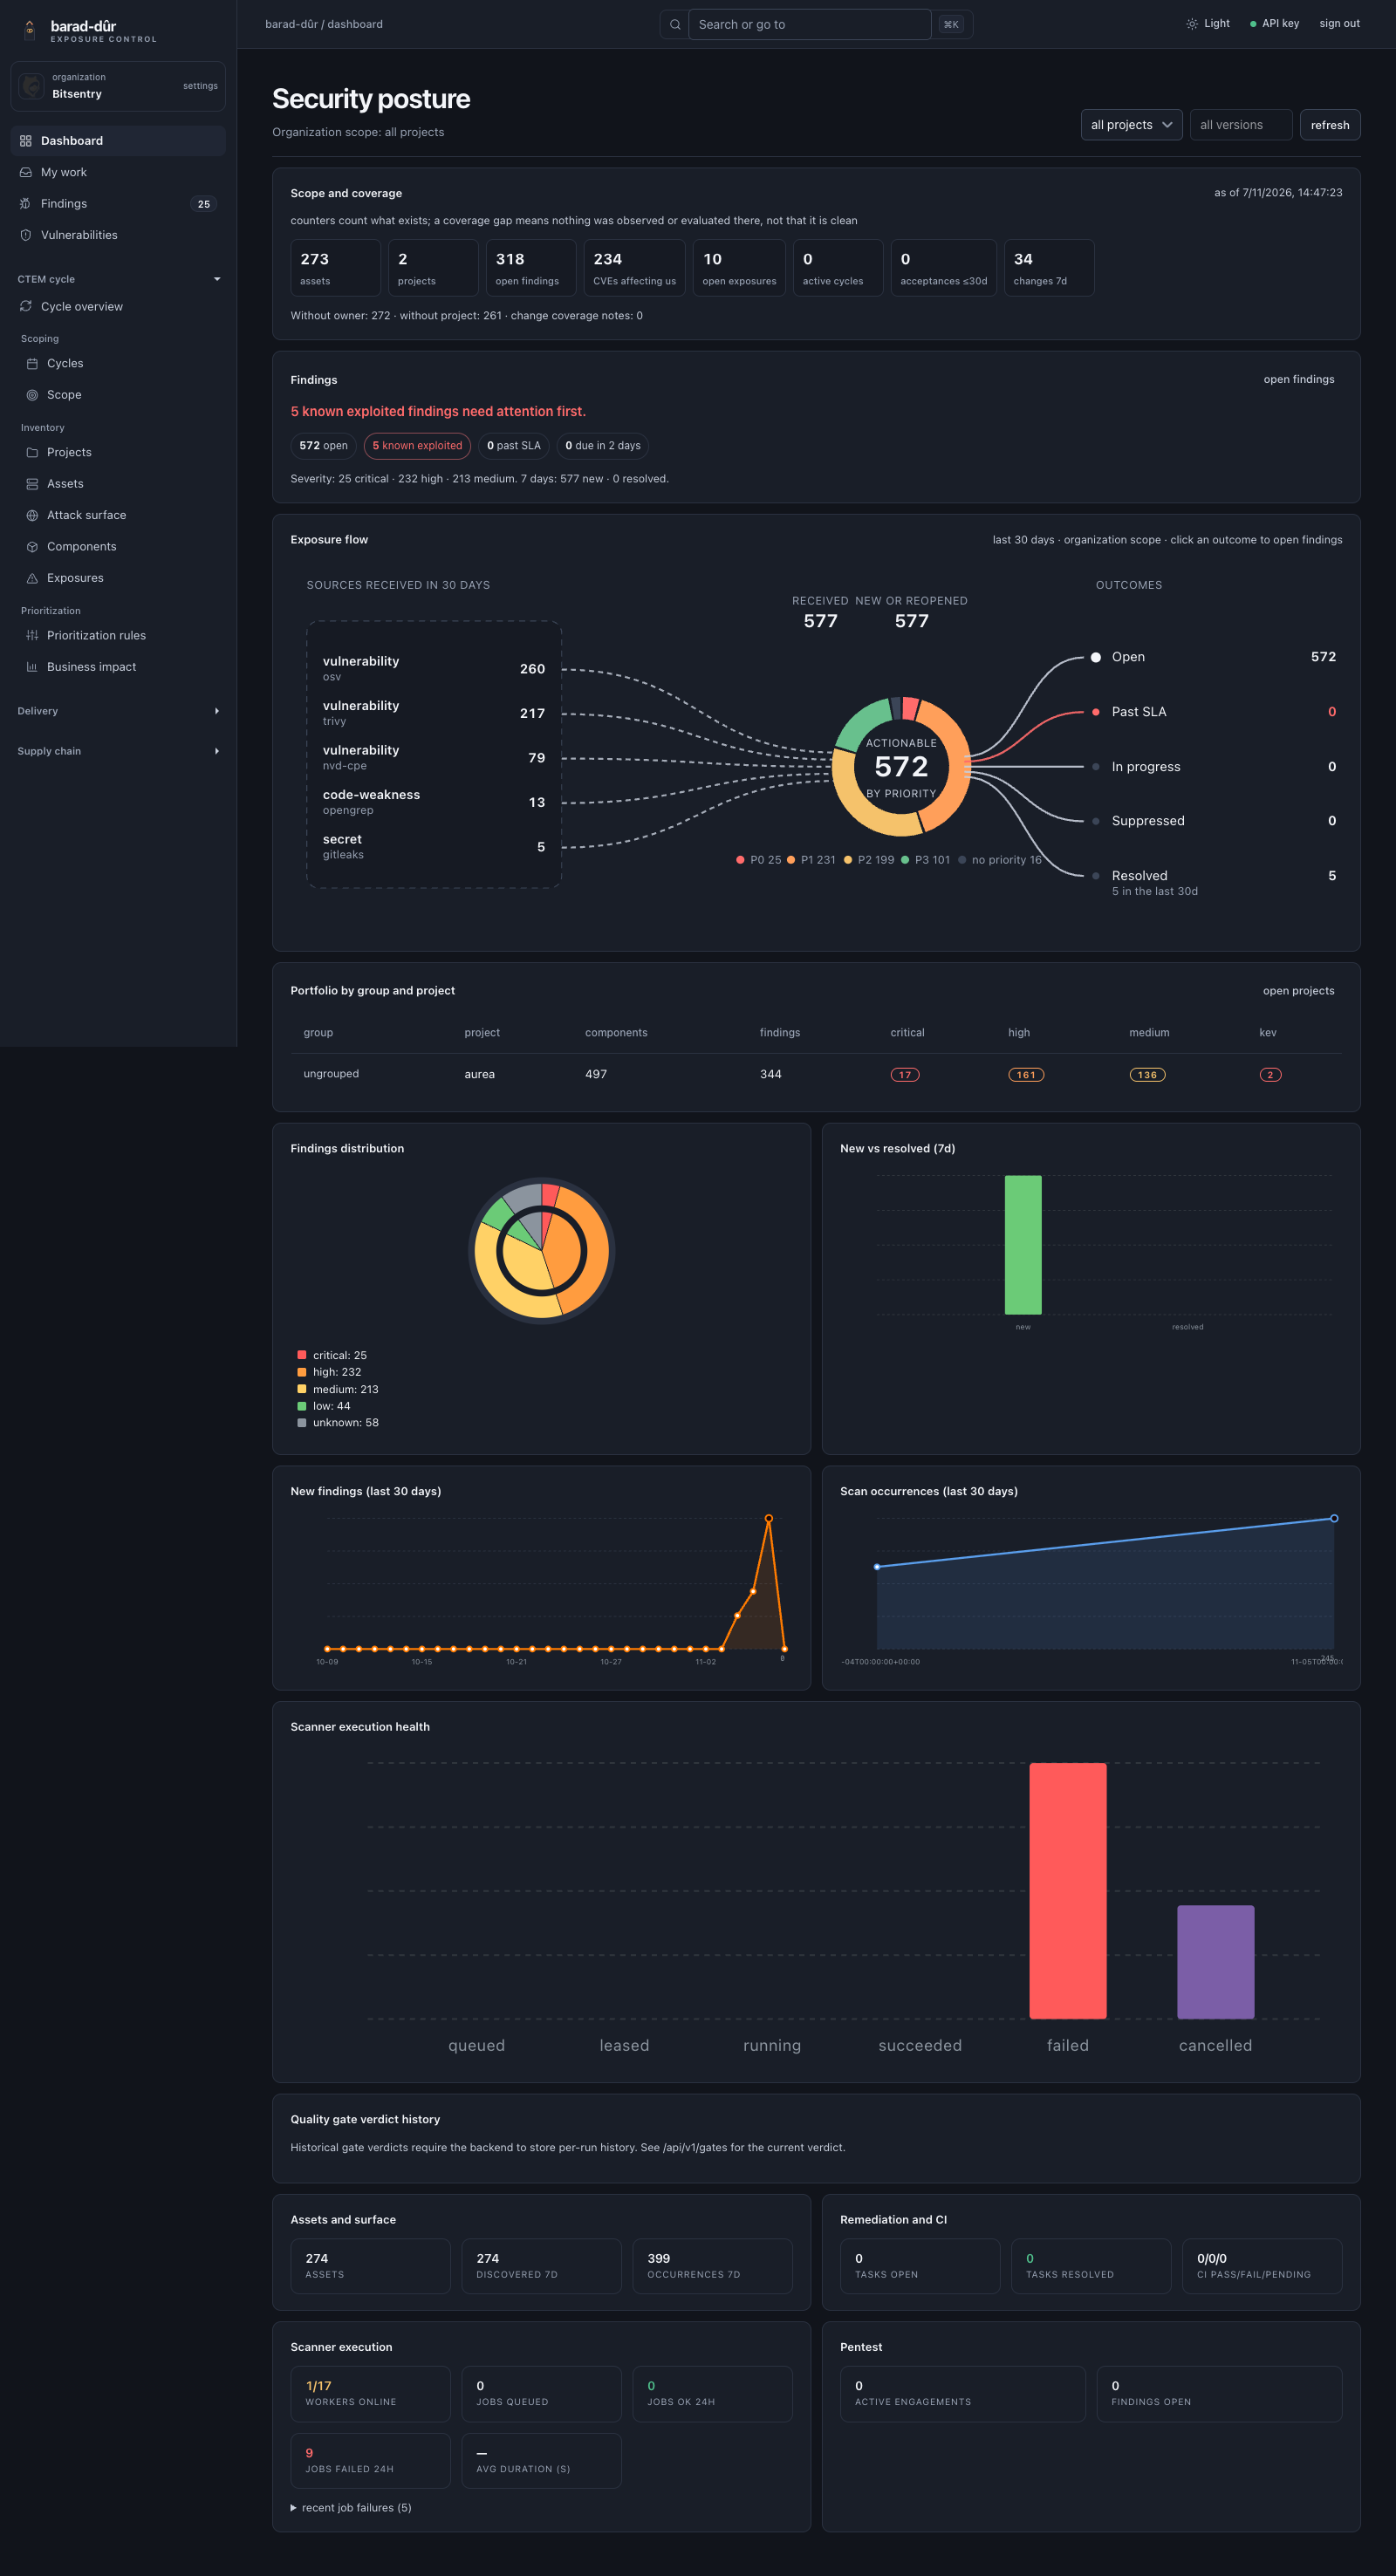 barad-dûr
EXPOSURE CONTROL
organization
Bitsentry
settings
Dashboard
My work
Findings 25
Vulnerabilities
CTEM cycle
Cycle overview
Scoping
Cycles
Scope
Inventory
Projects
Assets
Attack surface
Components
Exposures
Prioritization
Prioritization rules
Business impact
Delivery
Supply chain
barad-dûr / dashboard
Search or go to
⌘K
Light
API key
sign out
Security posture
Organization scope: all projects
all projects
all versions
refresh
Scope and coverage
as of 7/11/2026, 14:47:23
counters count what exists; a coverage gap means nothing was observed or evaluated there, not that it is clean
273
assets
2
projects
318
open findings
234
CVEs affecting us
10
open exposures
0
active cycles
0
acceptances ≤30d
34
changes 7d
Without owner: 272 · without project: 261 · change coverage notes: 0
Findings
open findings
5 known exploited findings need attention first.
572 open
5 known exploited
0 past SLA
0 due in 2 days
Severity: 25 critical · 232 high · 213 medium. 7 days: 577 new · 0 resolved.
Exposure flow
last 30 days · organization scope · click an outcome to open findings
SOURCES RECEIVED IN 30 DAYS
vulnerability
osv
260
vulnerability
trivy
217
vulnerability
nvd-cpe
79
code-weakness
opengrep
13
secret
gitleaks
5
RECEIVED
577
NEW OR REOPENED
577
ACTIONABLE
572
BY PRIORITY
P0 25
P1 231
P2 199
P3 101
no priority 16
OUTCOMES
Open 572
Past SLA 0
In progress 0
Suppressed 0
Resolved 5
5 in the last 30d
Portfolio by group and project
open projects
group project components findings critical high medium kev
ungrouped aurea 497 344 17 161 136 2
Findings distribution
critical: 25
high: 232
medium: 213
low: 44
unknown: 58
New vs resolved (7d)
new
resolved
New findings (last 30 days)
10-09 10-15 10-21 10-27 11-02
0
Scan occurrences (last 30 days)
-04T00:00:00+00:00
245
Scanner execution health
queued leased running succeeded failed cancelled
Quality gate verdict history
Historical gate verdicts require the backend to store per-run history. See /api/v1/gates for the current verdict.
Assets and surface
274
ASSETS
274
DISCOVERED 7D
399
OCCURRENCES 7D
Remediation and CI
0
TASKS OPEN
0
TASKS RESOLVED
0/0/0
CI PASS/FAIL/PENDING
Scanner execution
1/17
WORKERS ONLINE
0
JOBS QUEUED
0
JOBS OK 24H
9
JOBS FAILED 24H
—
AVG DURATION (S)
recent job failures (5)
Pentest
0
ACTIVE ENGAGEMENTS
0
FINDINGS OPEN